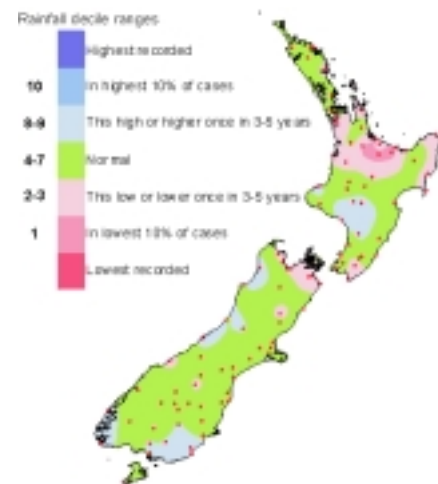 Rainfall decile ranges
Highest recorded
10 In highest 10% of cases
8-9 This high or higher once in 3-5 years
4-7 Normal
2-3 This low or lower once in 3-5 years
1 In lowest 10% of cases
Lowest recorded